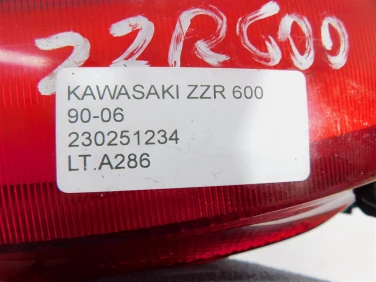 ZZR600
KAWASAKI ZZR 600
90-06
230251234
LT.A286